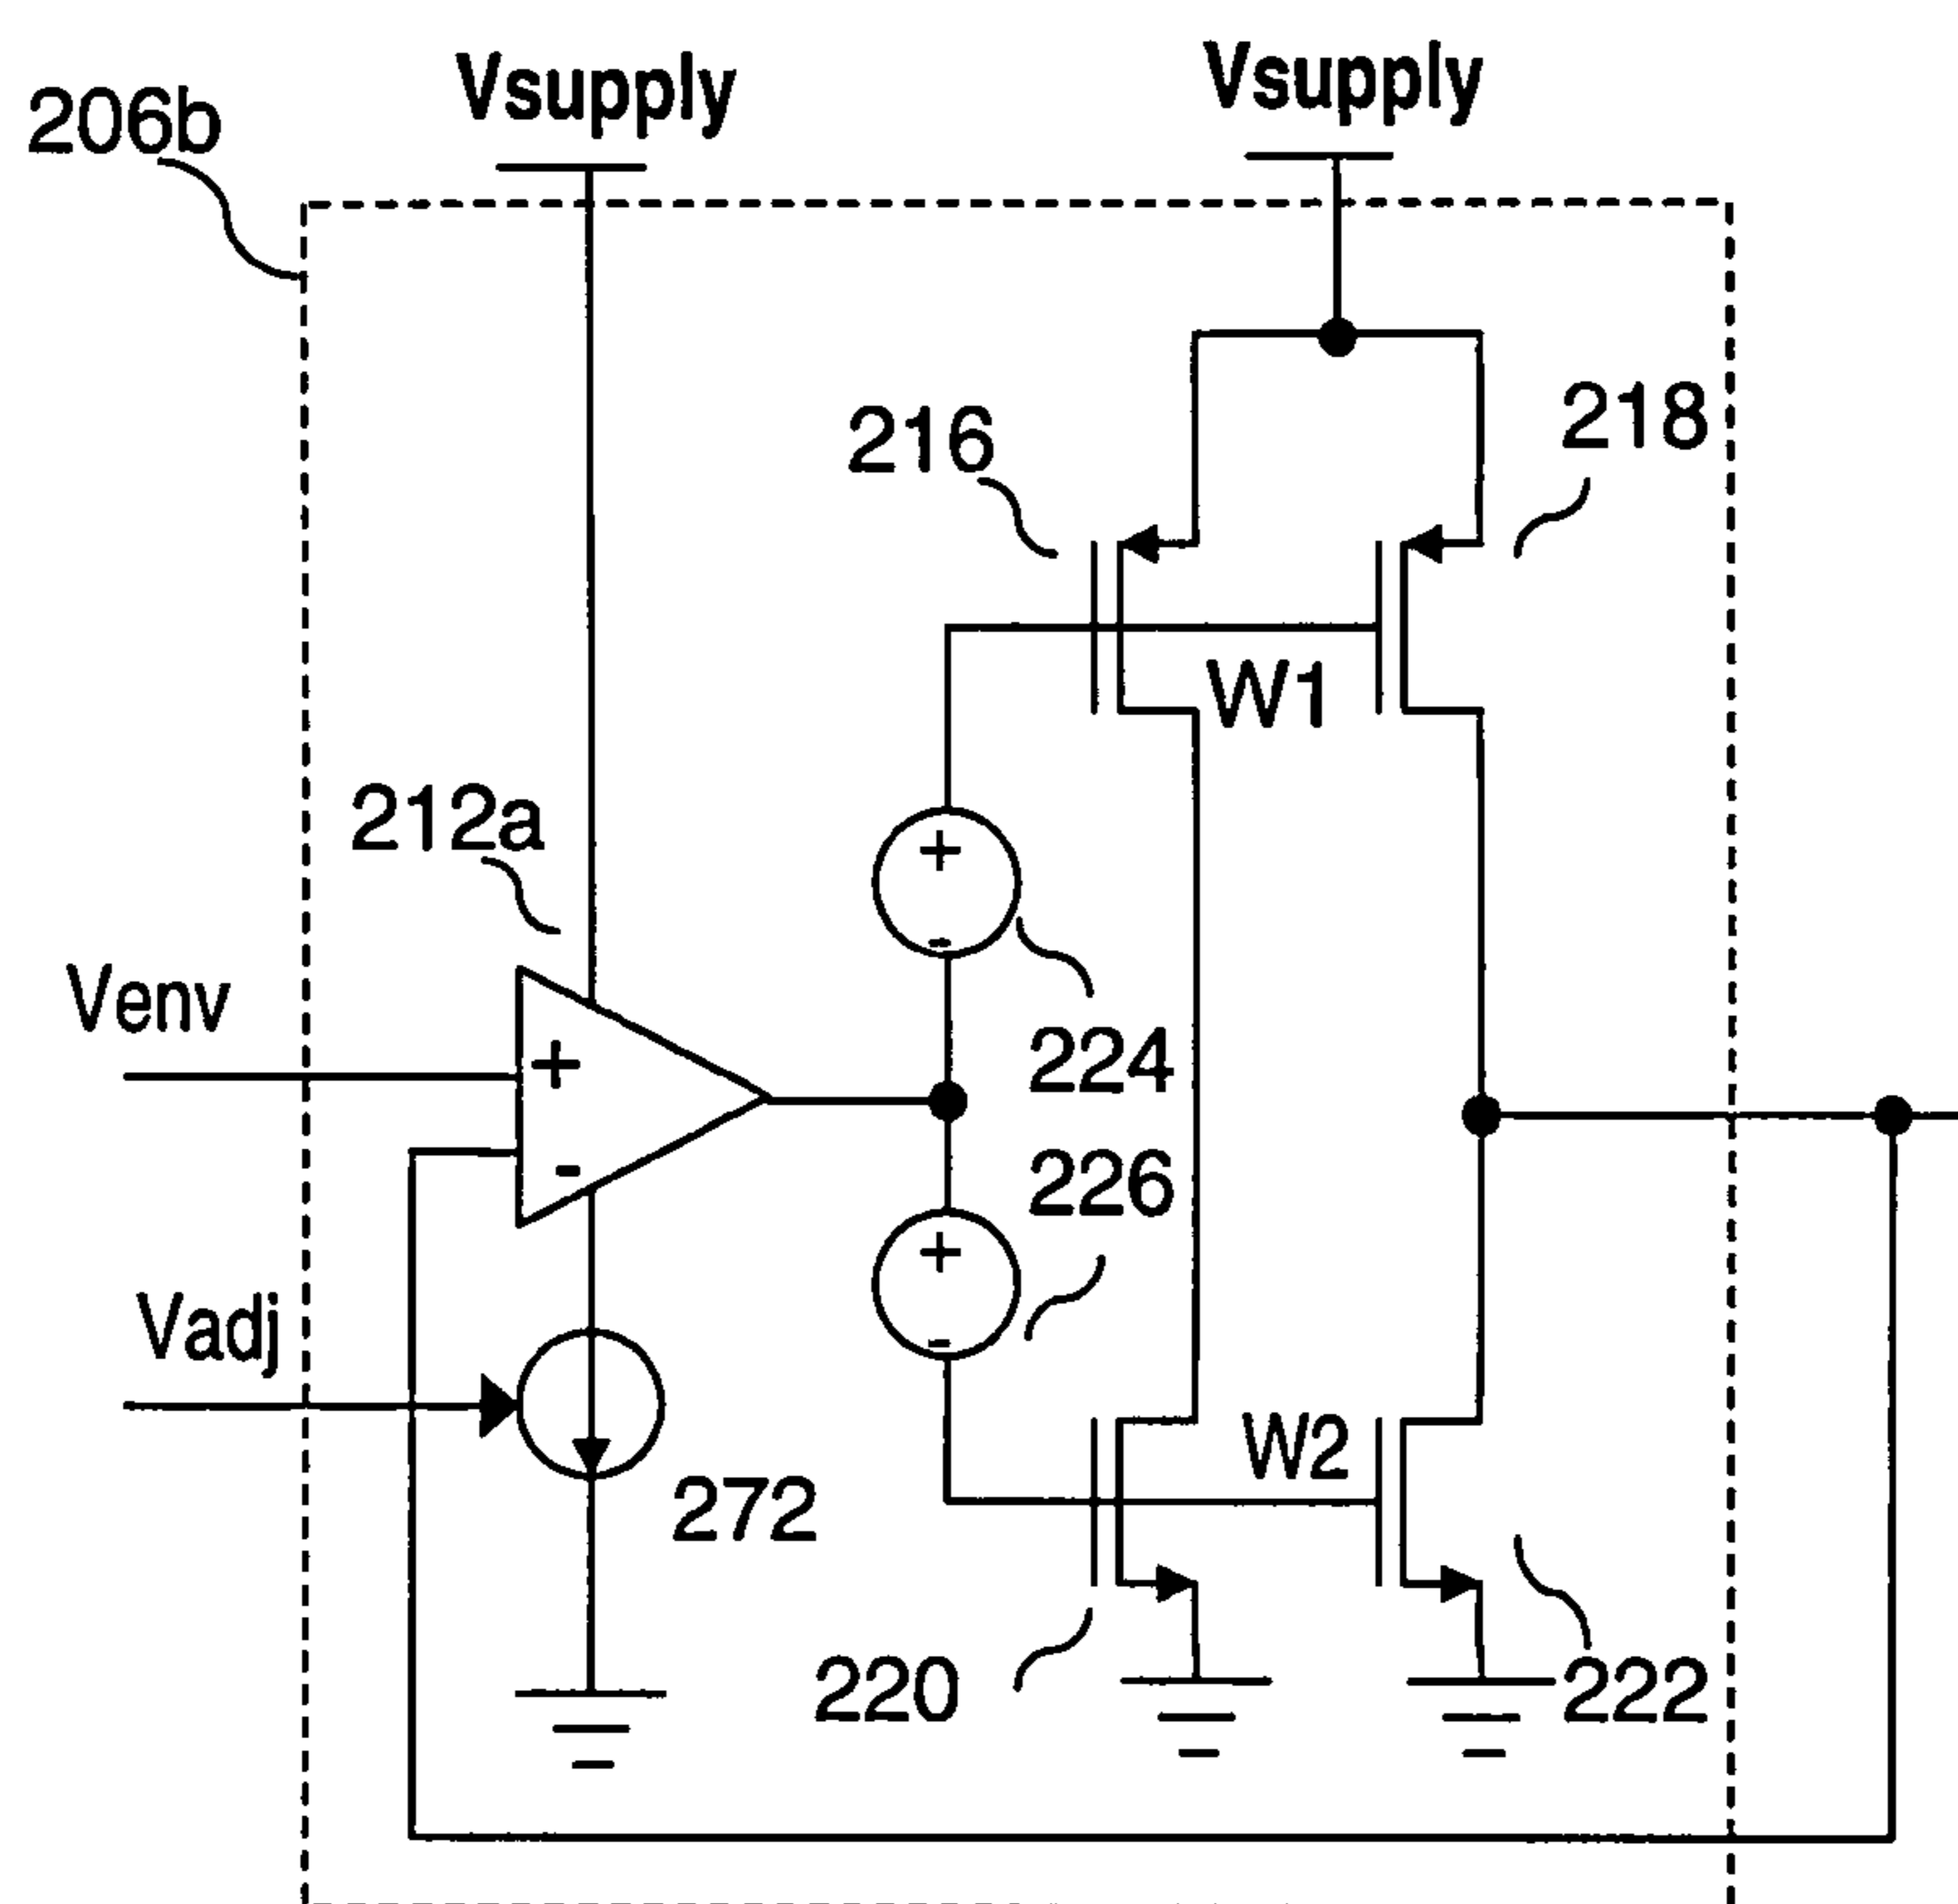 Vsupply
Vsupply
206b
216
218
W1
212a
Venv
+
-
+
-
224
226
+
-
Vadj
272
W2
220
222